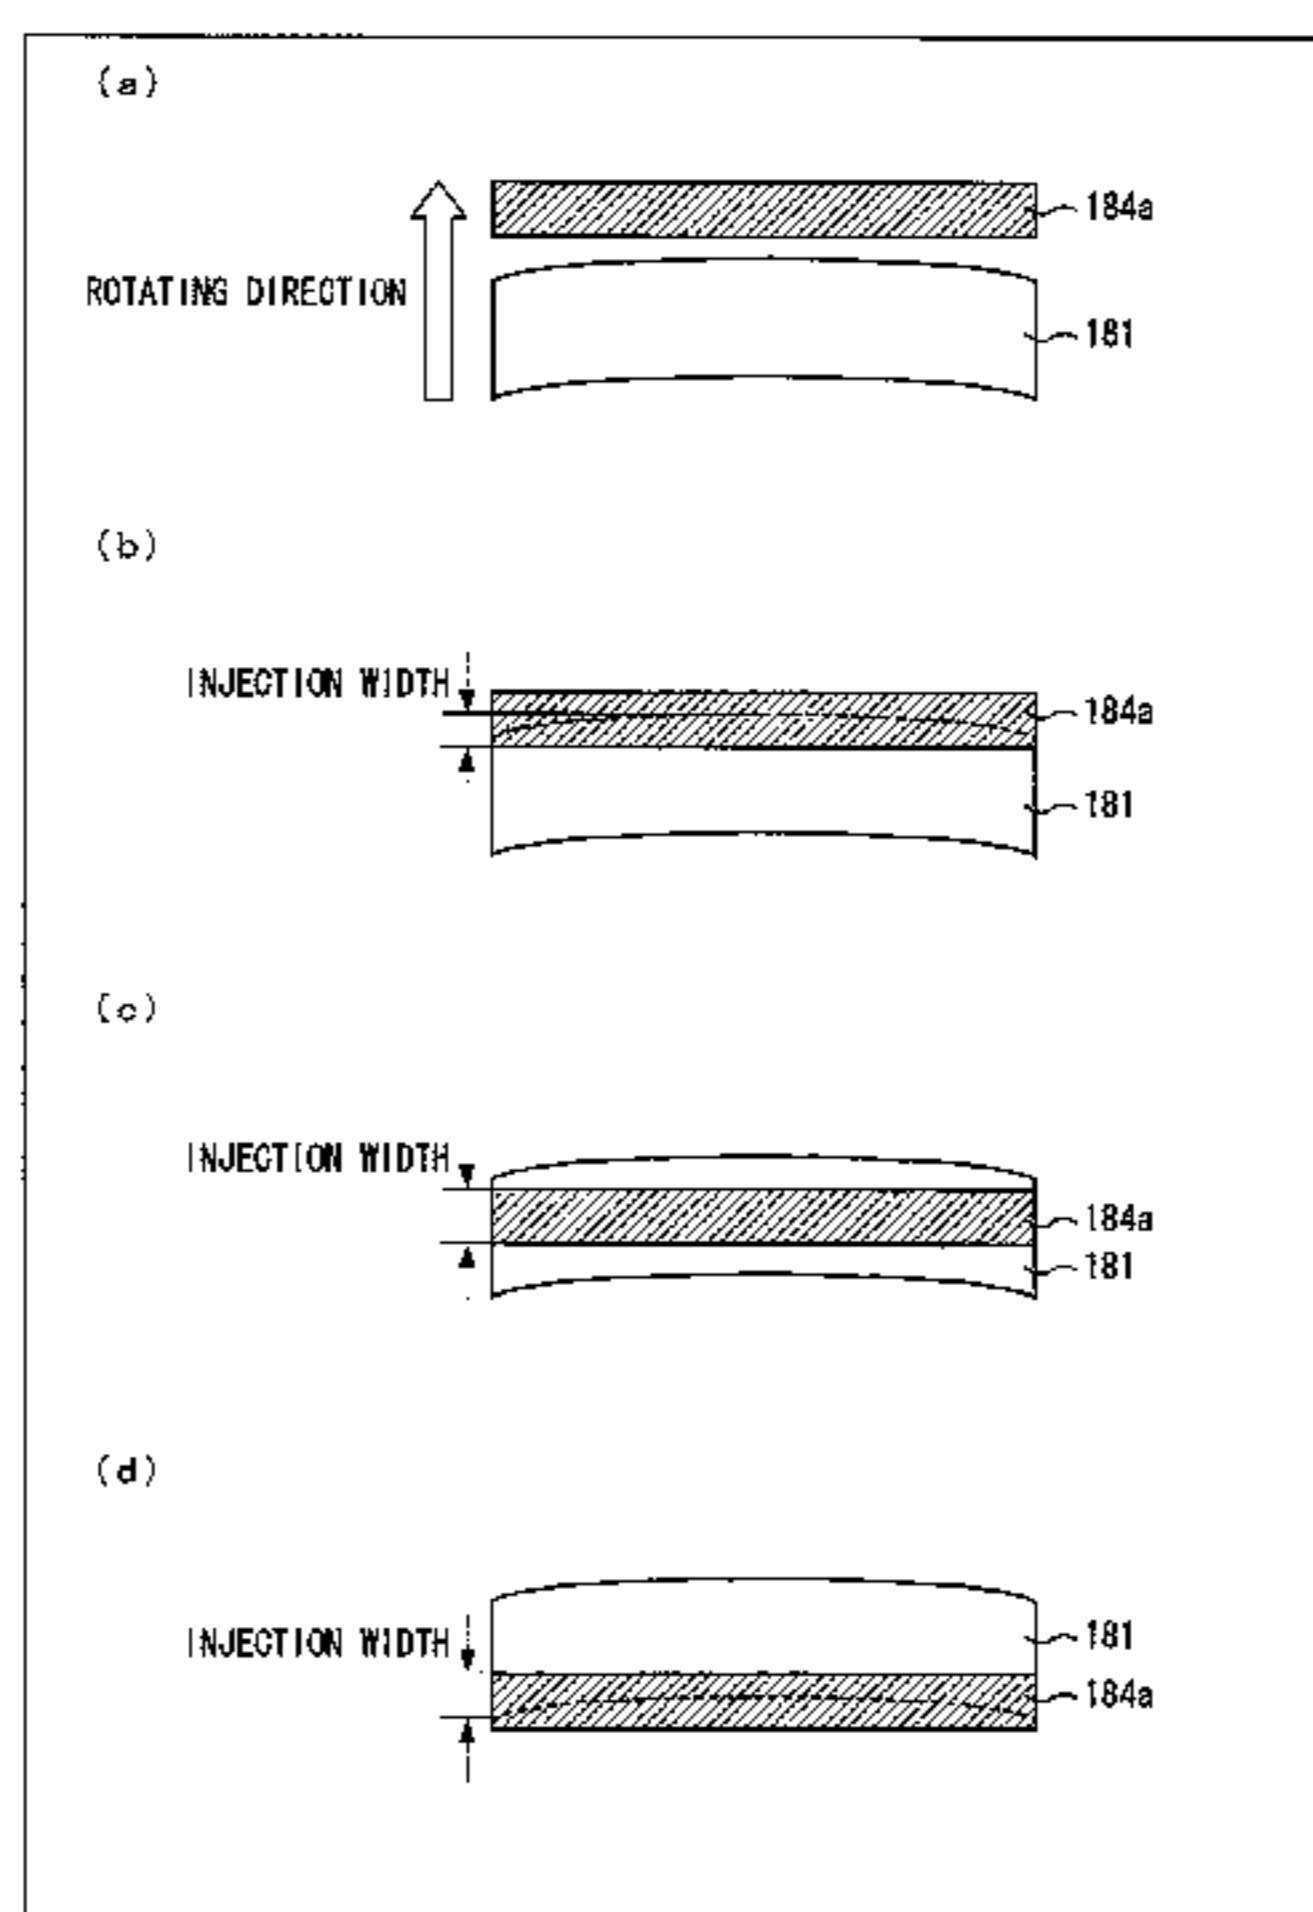 (a)
184a
ROTATING DIRECTION
181
(b)
INJECTION WIDTH
184a
181
(c)
INJECTION WIDTH
184a
181
(d)
INJECTION WIDTH
181
184a